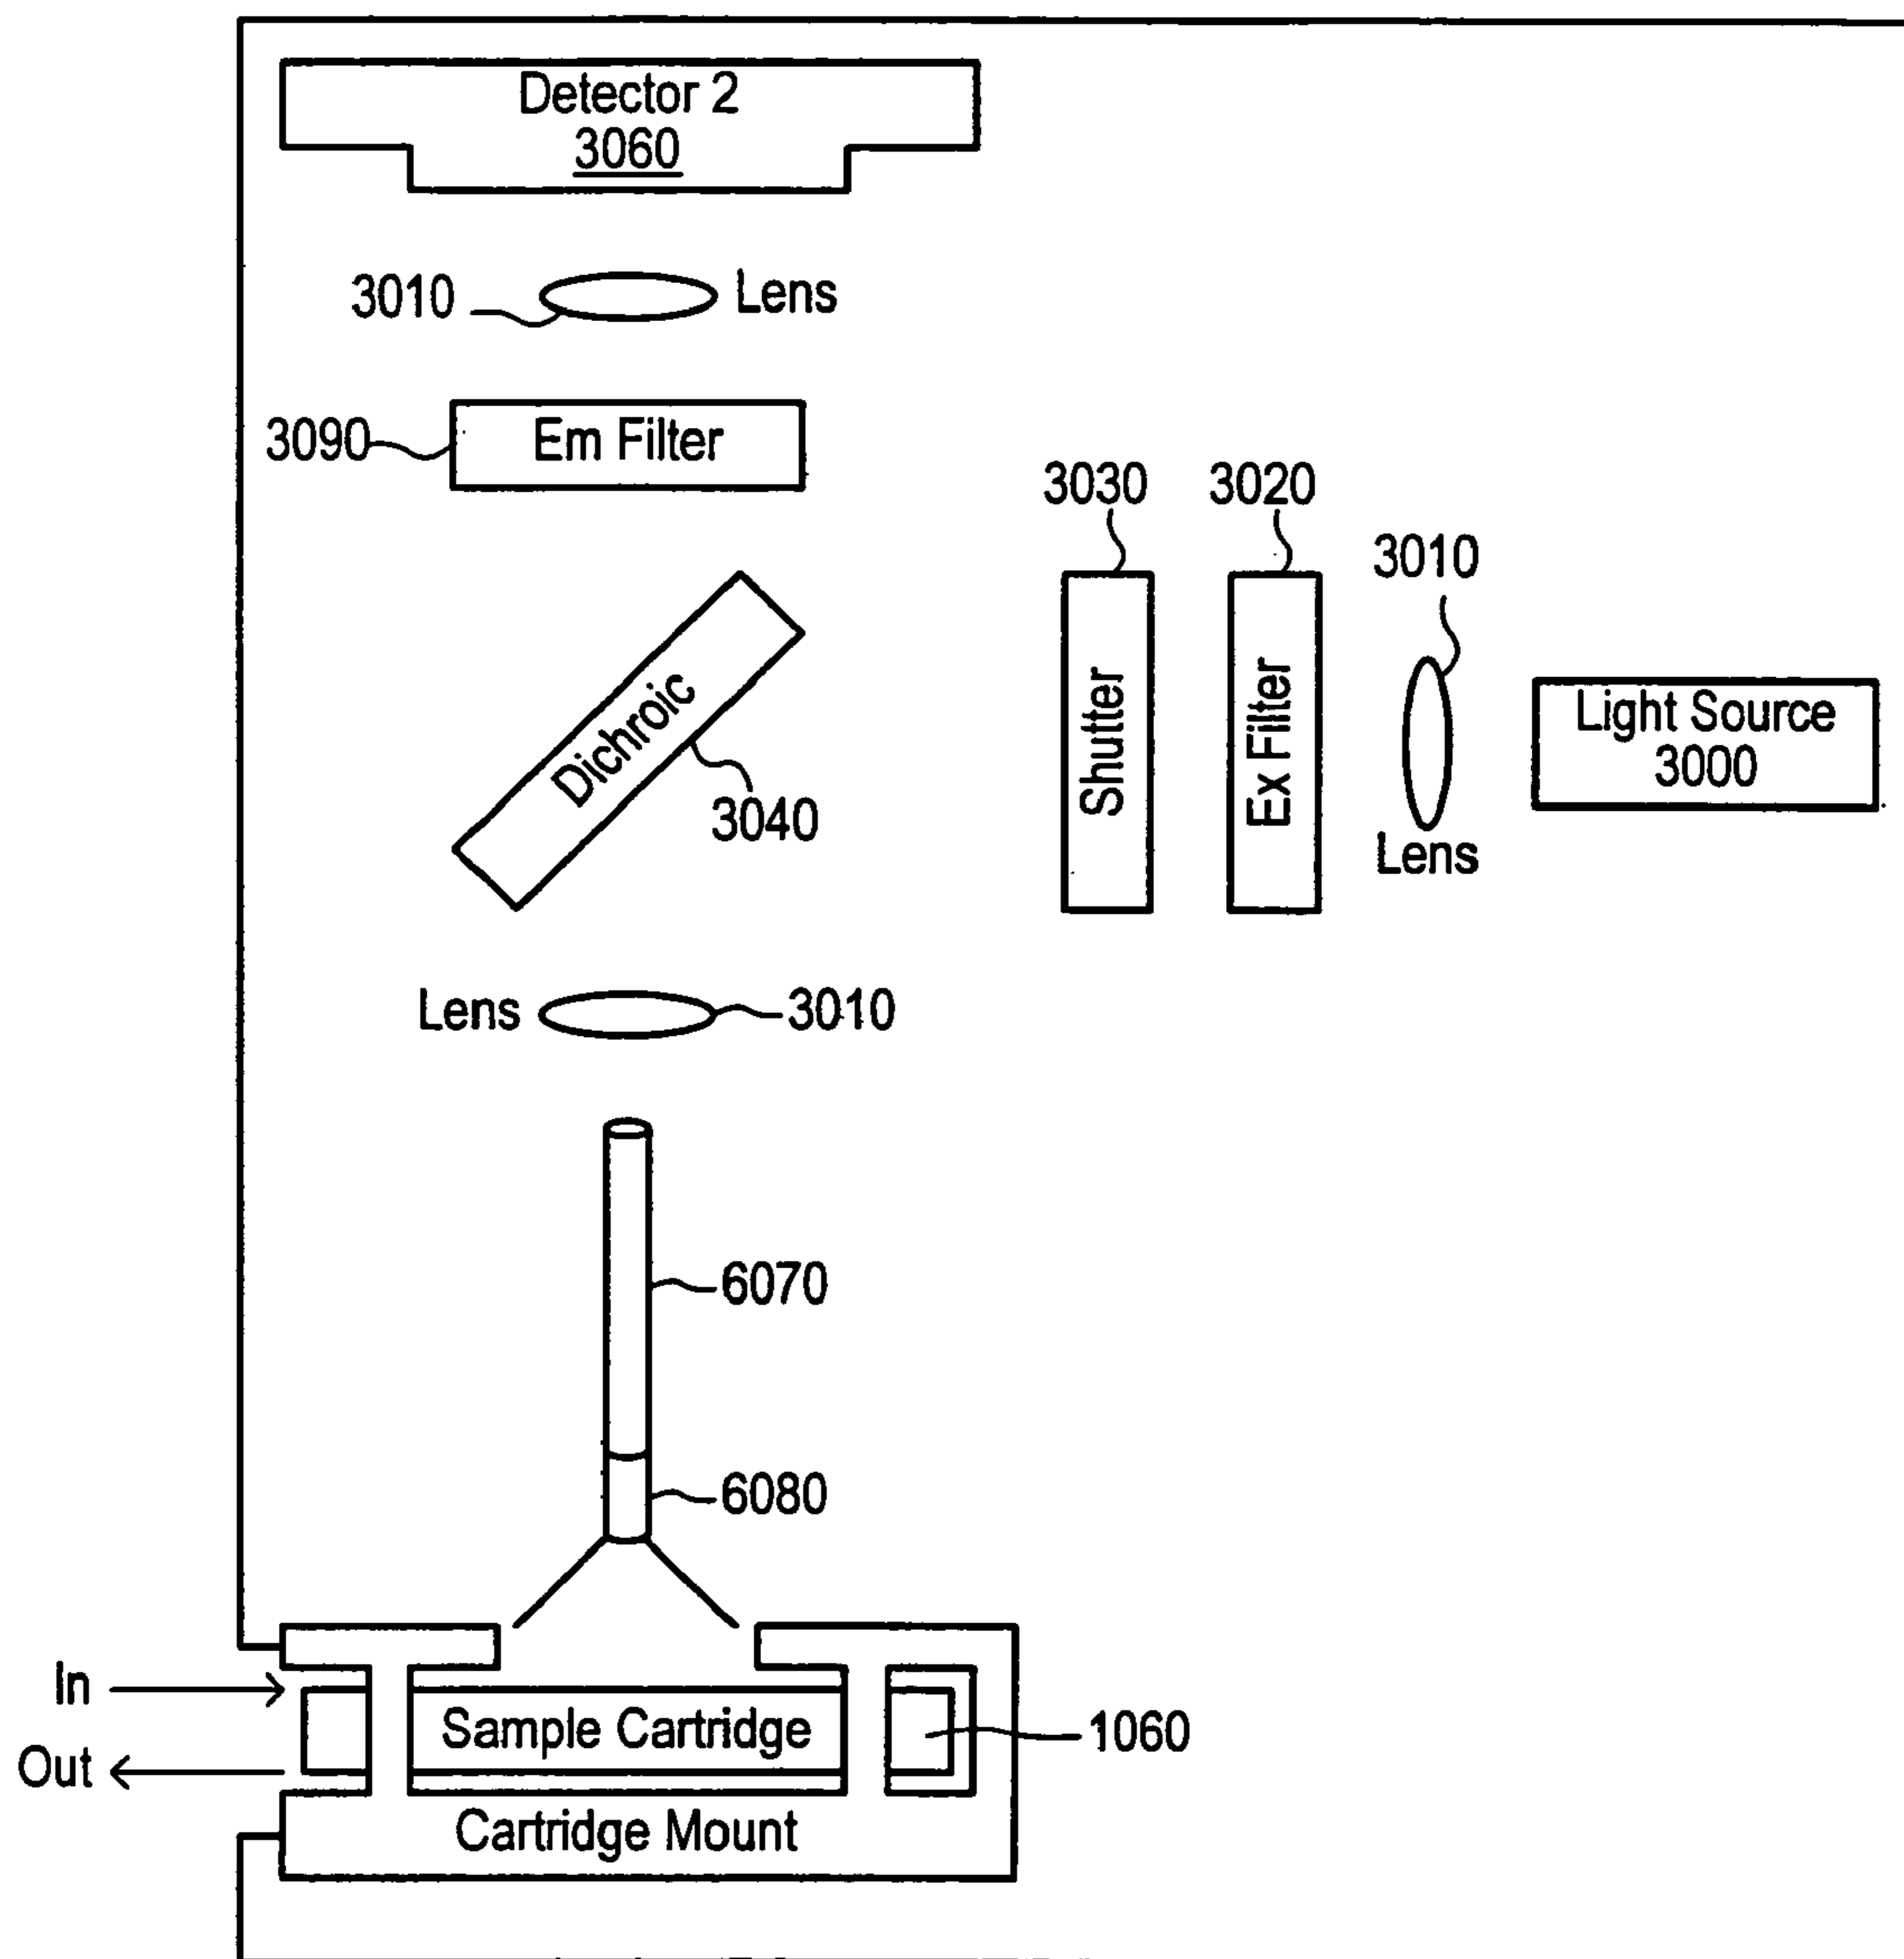 Detector 2
3060
3010
Lens
3090
Em Filter
3030
3020
3010
Dichroic
3040
Shutter
Ex Filter
Light Source
3000
Lens
Lens
3010
6070
6080
In
Sample Cartridge
1060
Out
Cartridge Mount